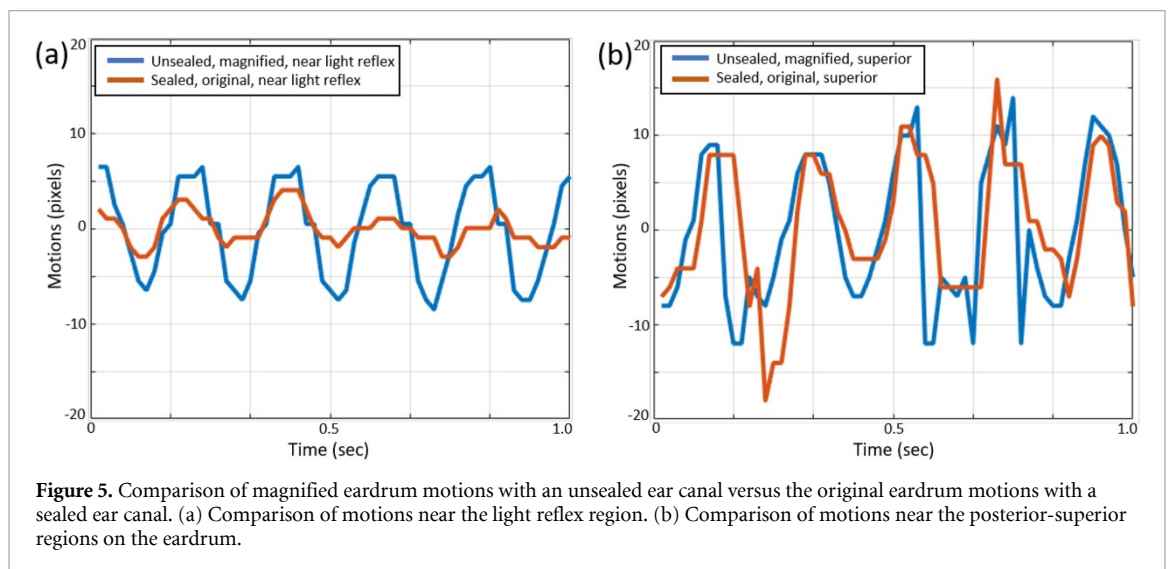 (a)
Unsealed, magnified, near light reflex
Sealed, original, near light reflex
20
10
0
-10
-20
Motions (pixels)
0
0.5
1.0
Time (sec)
(b)
Unsealed, magnified, superior
Sealed, original, superior
20
10
0
-10
-20
Motions (pixels)
0
0.5
1.0
Time (sec)
Figure 5. Comparison of magnified eardrum motions with an unsealed ear canal versus the original eardrum motions with a
sealed ear canal. (a) Comparison of motions near the light reflex region. (b) Comparison of motions near the posterior-superior
regions on the eardrum.